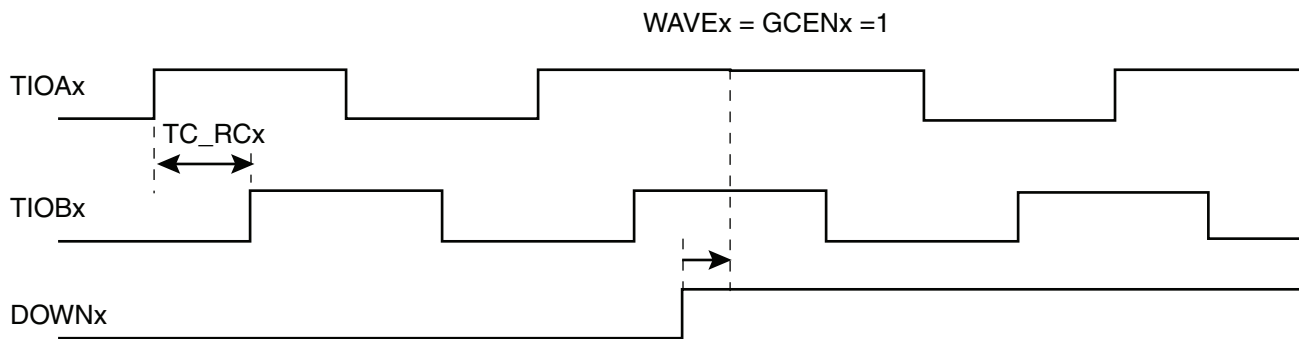 WAVEx = GCENx =1
TIOAx
TC_RCx
TIOBx
DOWNx